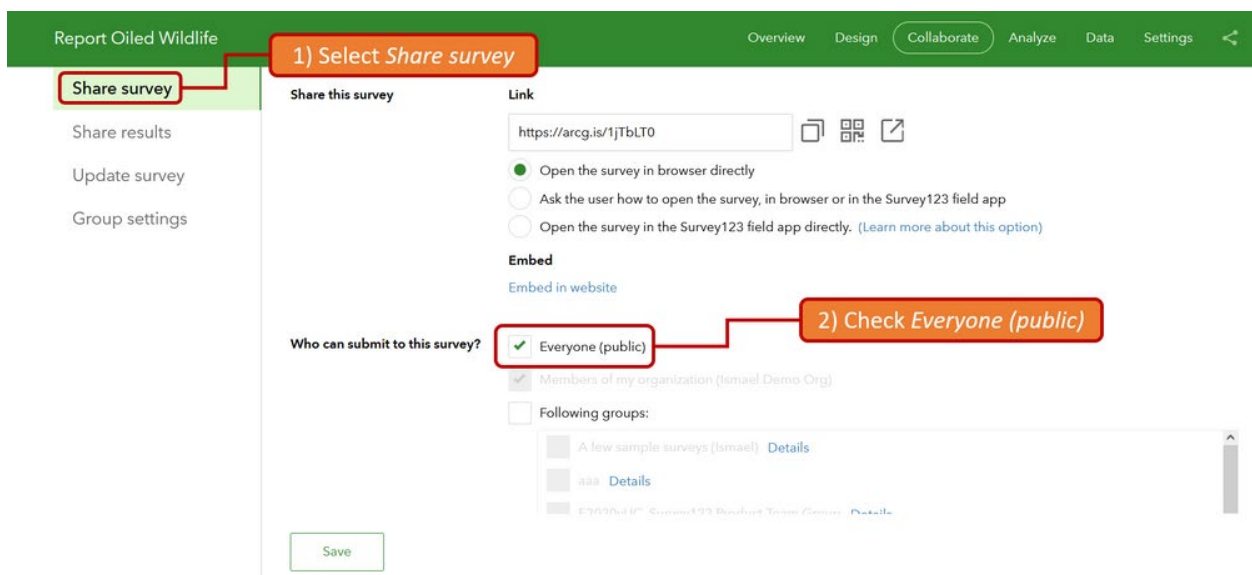 Report Oiled Wildlife
1) Select Share survey
Overview
Design
Collaborate
Analyze
Data
Settings
Share survey
Share results
Update survey
Group settings
Share this survey
Link
https://arcg.is/1jTbLT0
Open the survey in browser directly
Ask the user how to open the survey, in browser or in the Survey123 field app
Open the survey in the Survey123 field app directly. (Learn more about this option)
Embed
Embed in website
2) Check Everyone (public)
Who can submit to this survey?
Everyone (public)
Members of my organization (Ismael Demo Org)
Following groups:
A few sample surveys (Ismael) Details
aaa Details
Survey123 Product Team Group Details
Save